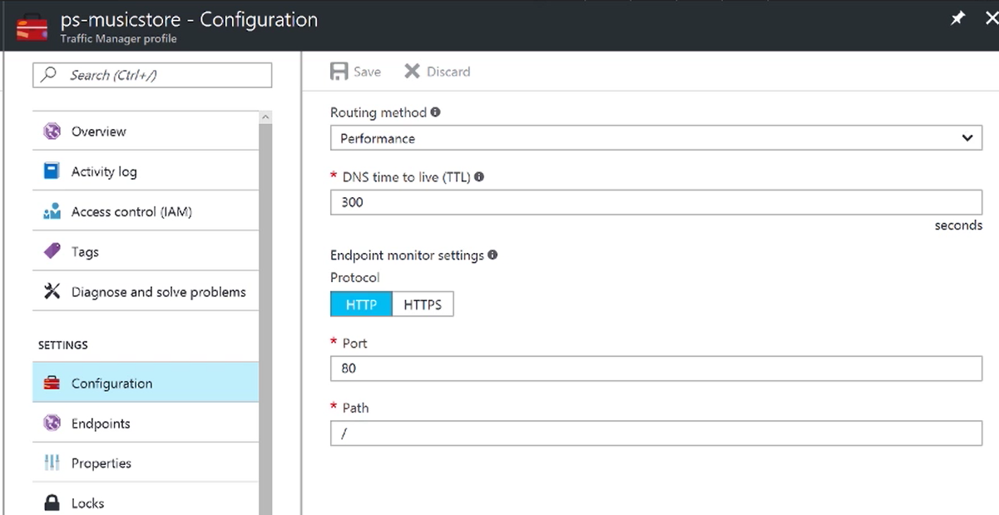 ps-musicstore - Configuration
Traffic Manager profile
Search (Ctrl+/)
Overview
Activity log
Access control (IAM)
Tags
Diagnose and solve problems
SETTINGS
Configuration
Endpoints
Properties
Locks
Save Discard
Routing method
Performance
* DNS time to live (TTL)
300
seconds
Endpoint monitor settings
Protocol
HTTP HTTPS
* Port
80
* Path
/